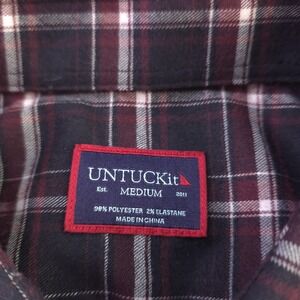 UNTUCKit
Est. MEDIUM 2011
98% POLYESTER 2% ELASTANE
MADE IN CHINA